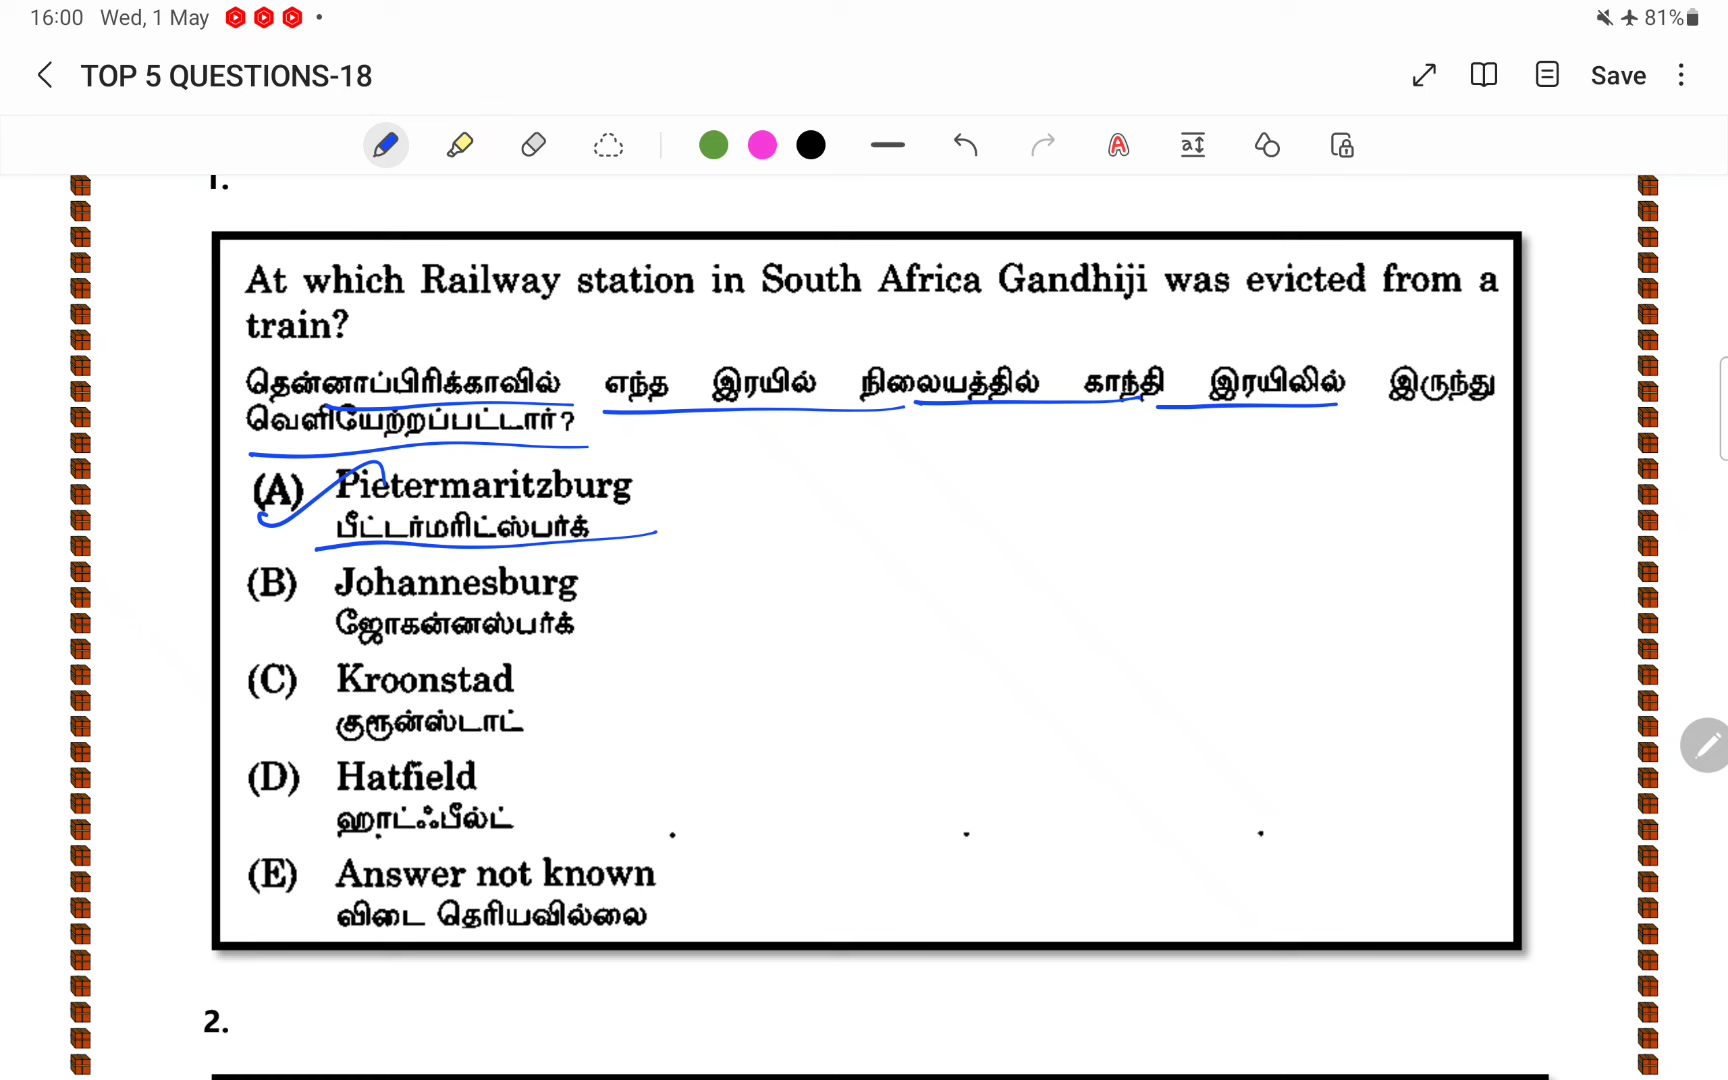 16:00 Wed, 1 May 81%
TOP 5 QUESTIONS-18 Save
1.
At which Railway station in South Africa Gandhiji was evicted from a
train?
தென்னாப்பிரிக்காவில் எந்த இரயில் நிலையத்தில் காந்தி இரயிலில் இருந்து
வெளியேற்றப்பட்டார்?
(A) Pietermaritzburg
பீட்டர்மரிட்ஸ்பர்க்
(B) Johannesburg
ஜோகன்னஸ்பர்க்
(C) Kroonstad
குரூன்ஸ்டாட்
(D) Hatfield
ஹாட்ஃபீல்ட்
(E) Answer not known
விடை தெரியவில்லை
2.